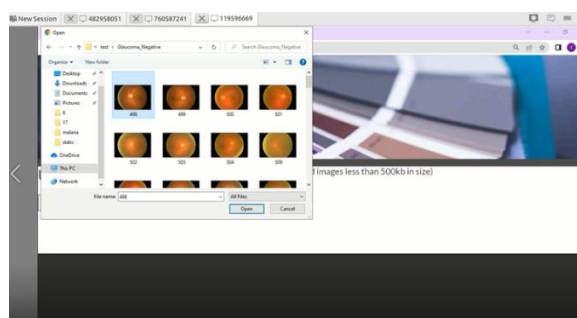 New Session 482958051 760587241 119596669
Open
test › Glaucoma_Negative
Search Glaucoma_Negative
Organize New folder
Desktop
Downloads
Documents
Pictures
6
17
malaria
static
OneDrive
This PC
Network
498 499 500 501
502 503 504 509
d images less than 500kb in size)
File name: 498 All Files
Open Cancel